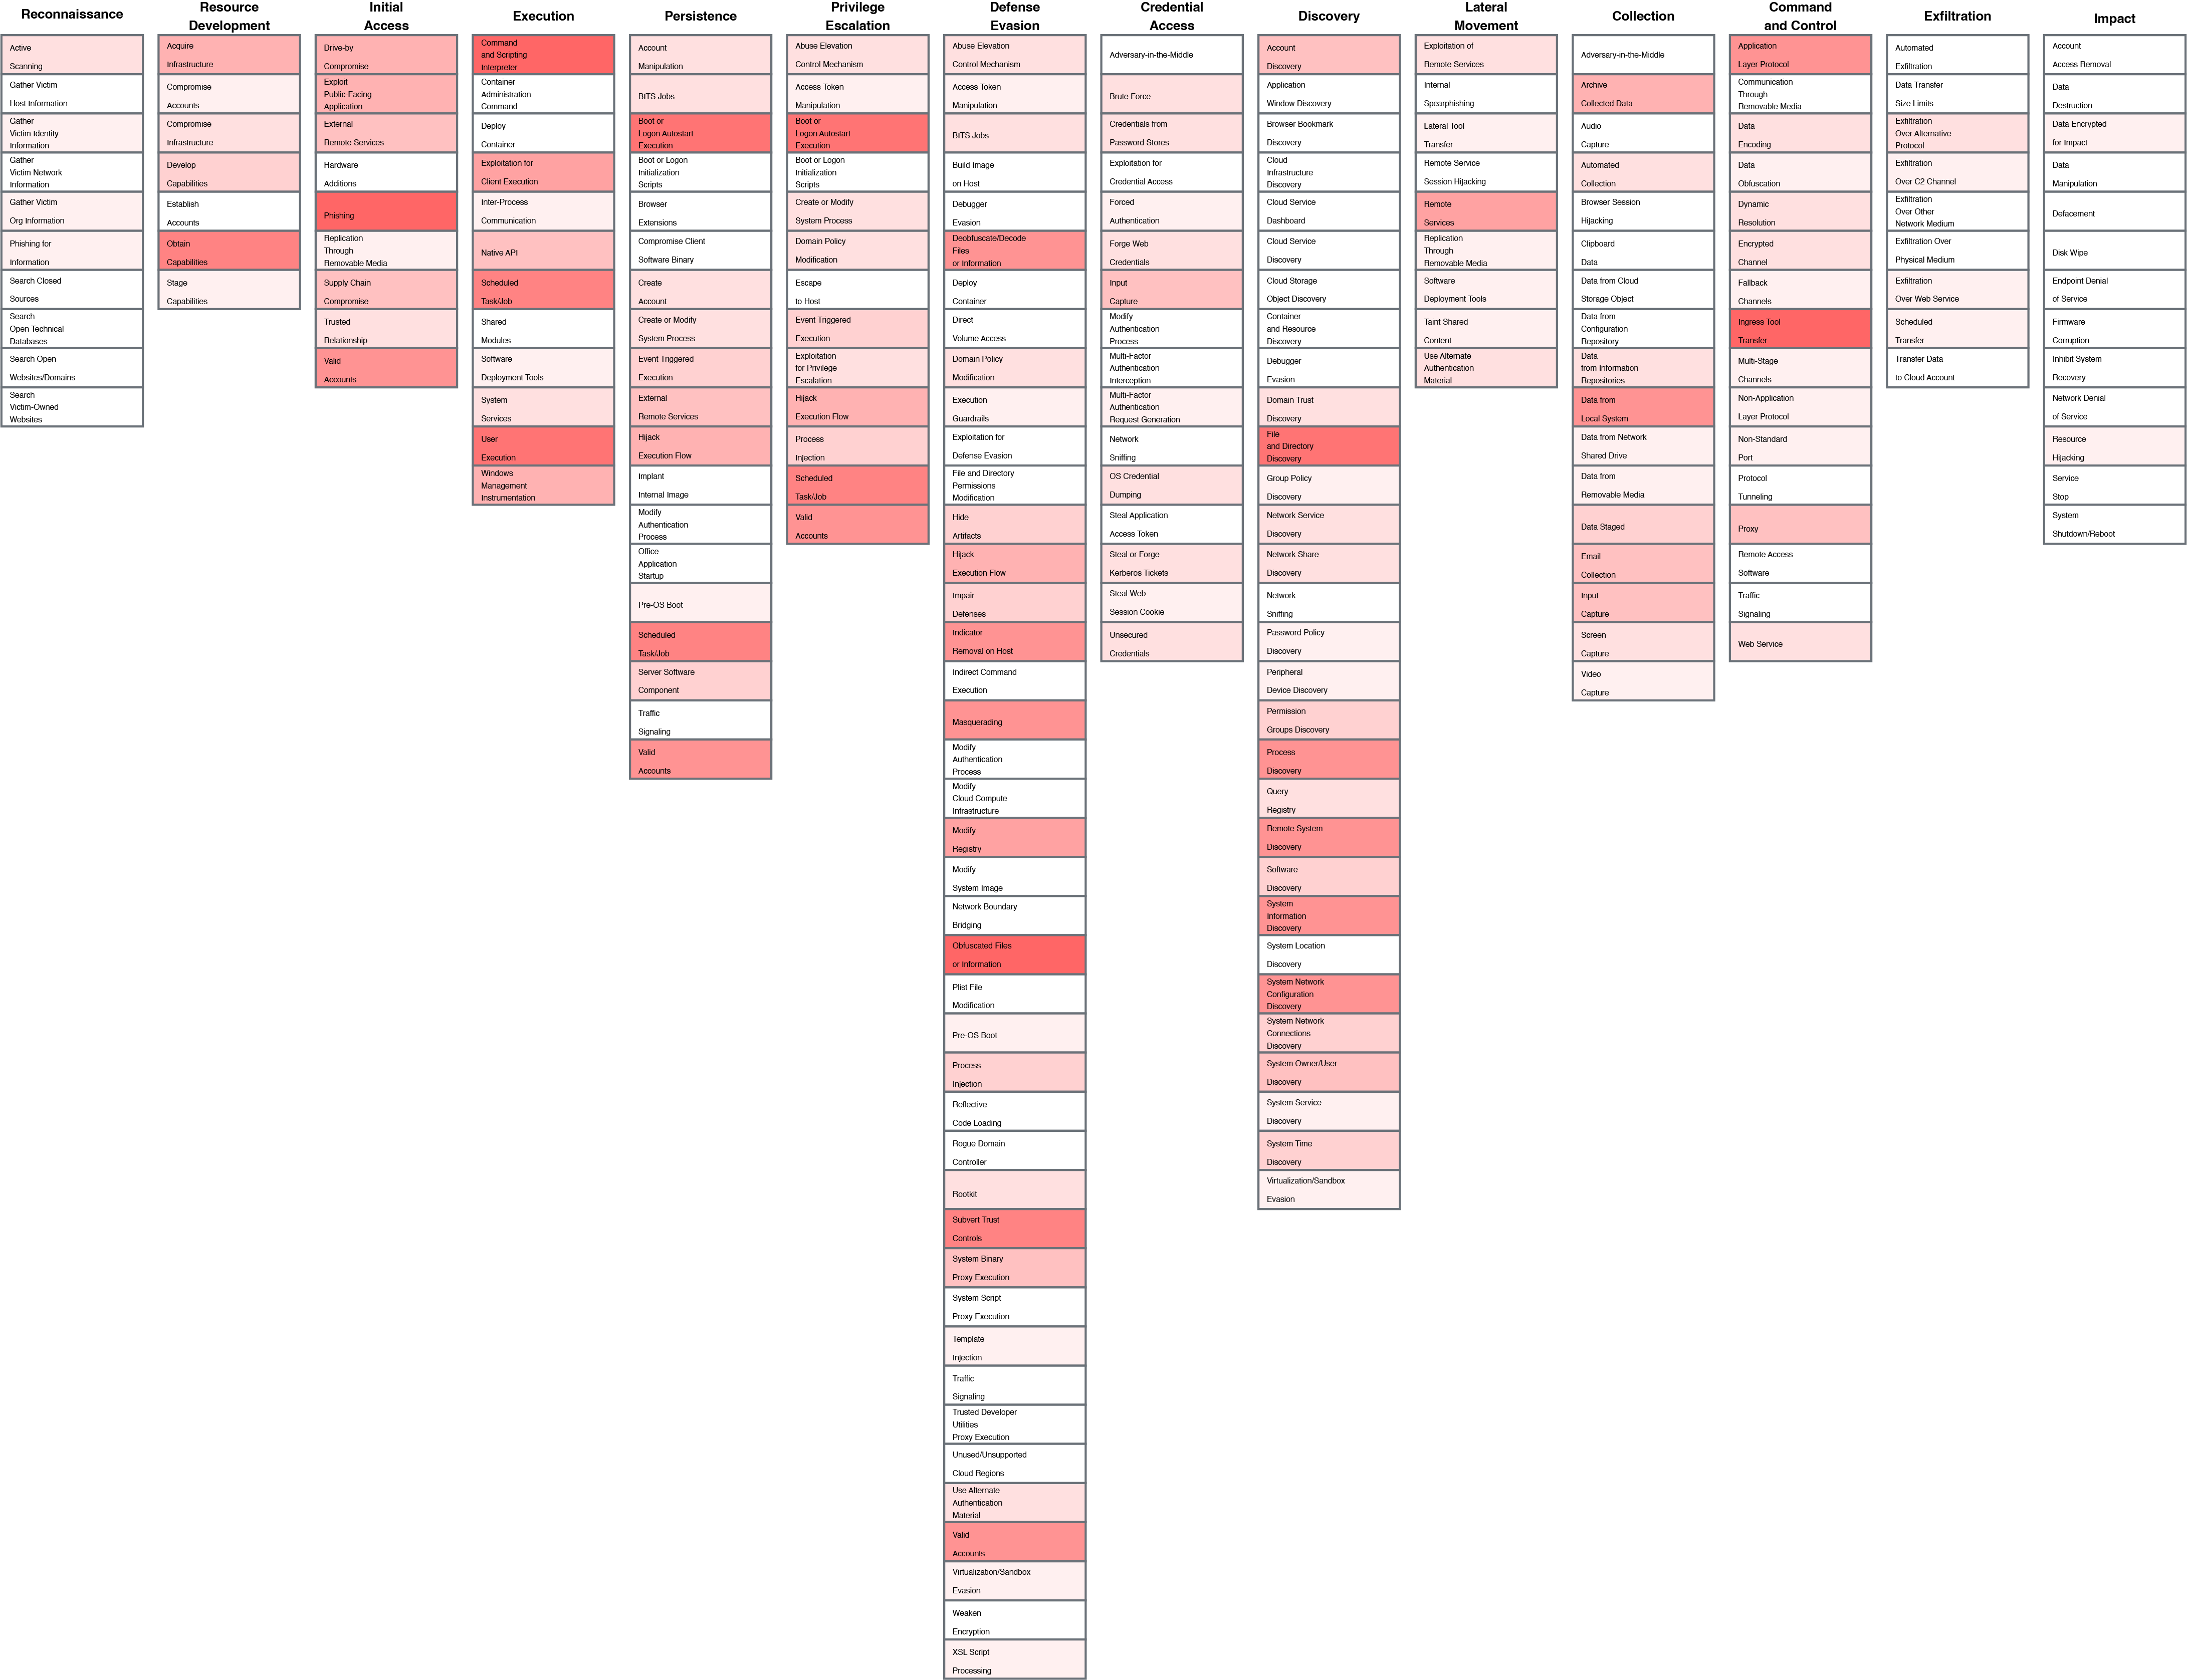 Reconnaissance
Active
Scanning
Gather Victim
Host Information
Gather
Victim Identity
Information
Gather
Victim Network
Information
Gather Victim
Org Information
Phishing for
Information
Search Closed
Sources
Search
Open Technical
Databases
Search Open
Websites/Domains
Search
Victim-Owned
Websites
Resource
Development
Acquire
Infrastructure
Compromise
Accounts
Compromise
Infrastructure
Develop
Capabilities
Establish
Accounts
Obtain
Capabilities
Stage
Capabilities
Initial
Access
Drive-by
Compromise
Exploit
Public-Facing
Application
External
Remote Services
Hardware
Additions
Phishing
Replication
Through
Removable Media
Supply Chain
Compromise
Trusted
Relationship
Valid
Accounts
Execution
Command
and Scripting
Interpreter
Container
Administration
Command
Deploy
Container
Exploitation for
Client Execution
Inter-Process
Communication
Native API
Scheduled
Task/Job
Shared
Modules
Software
Deployment Tools
System
Services
User
Execution
Windows
Management
Instrumentation
Persistence
Account
Manipulation
BITS Jobs
Boot or
Logon Autostart
Execution
Boot or Logon
Initialization
Scripts
Browser
Extensions
Compromise Client
Software Binary
Create
Account
Create or Modify
System Process
Event Triggered
Execution
External
Remote Services
Hijack
Execution Flow
Implant
Internal Image
Modify
Authentication
Process
Office
Application
Startup
Pre-OS Boot
Scheduled
Task/Job
Server Software
Component
Traffic
Signaling
Valid
Accounts
Privilege
Escalation
Abuse Elevation
Control Mechanism
Access Token
Manipulation
Boot or
Logon Autostart
Execution
Boot or Logon
Initialization
Scripts
Create or Modify
System Process
Domain Policy
Modification
Escape
to Host
Event Triggered
Execution
Exploitation
for Privilege
Escalation
Hijack
Execution Flow
Process
Injection
Scheduled
Task/Job
Valid
Accounts
Defense
Evasion
Abuse Elevation
Control Mechanism
Access Token
Manipulation
BITS Jobs
Build Image
on Host
Debugger
Evasion
Deobfuscate/Decode
Files
or Information
Deploy
Container
Direct
Volume Access
Domain Policy
Modification
Execution
Guardrails
Exploitation for
Defense Evasion
File and Directory
Permissions
Modification
Hide
Artifacts
Hijack
Execution Flow
Impair
Defenses
Indicator
Removal on Host
Indirect Command
Execution
Masquerading
Modify
Authentication
Process
Modify
Cloud Compute
Infrastructure
Modify
Registry
Modify
System Image
Network Boundary
Bridging
Obfuscated Files
or Information
Plist File
Modification
Pre-OS Boot
Process
Injection
Reflective
Code Loading
Rogue Domain
Controller
Rootkit
Subvert Trust
Controls
System Binary
Proxy Execution
System Script
Proxy Execution
Template
Injection
Traffic
Signaling
Trusted Developer
Utilities
Proxy Execution
Unused/Unsupported
Cloud Regions
Use Alternate
Authentication
Material
Valid
Accounts
Virtualization/Sandbox
Evasion
Weaken
Encryption
XSL Script
Processing
Credential
Access
Adversary-in-the-Middle
Brute Force
Credentials from
Password Stores
Exploitation for
Credential Access
Forced
Authentication
Forge Web
Credentials
Input
Capture
Modify
Authentication
Process
Multi-Factor
Authentication
Interception
Multi-Factor
Authentication
Request Generation
Network
Sniffing
OS Credential
Dumping
Steal Application
Access Token
Steal or Forge
Kerberos Tickets
Steal Web
Session Cookie
Unsecured
Credentials
Discovery
Account
Discovery
Application
Window Discovery
Browser Bookmark
Discovery
Cloud
Infrastructure
Discovery
Cloud Service
Dashboard
Cloud Service
Discovery
Cloud Storage
Object Discovery
Container
and Resource
Discovery
Debugger
Evasion
Domain Trust
Discovery
File
and Directory
Discovery
Group Policy
Discovery
Network Service
Discovery
Network Share
Discovery
Network
Sniffing
Password Policy
Discovery
Peripheral
Device Discovery
Permission
Groups Discovery
Process
Discovery
Query
Registry
Remote System
Discovery
Software
Discovery
System
Information
Discovery
System Location
Discovery
System Network
Configuration
Discovery
System Network
Connections
Discovery
System Owner/User
Discovery
System Service
Discovery
System Time
Discovery
Virtualization/Sandbox
Evasion
Lateral
Movement
Exploitation of
Remote Services
Internal
Spearphishing
Lateral Tool
Transfer
Remote Service
Session Hijacking
Remote
Services
Replication
Through
Removable Media
Software
Deployment Tools
Taint Shared
Content
Use Alternate
Authentication
Material
Collection
Adversary-in-the-Middle
Archive
Collected Data
Audio
Capture
Automated
Collection
Browser Session
Hijacking
Clipboard
Data
Data from Cloud
Storage Object
Data from
Configuration
Repository
Data
from Information
Repositories
Data from
Local System
Data from Network
Shared Drive
Data from
Removable Media
Data Staged
Email
Collection
Input
Capture
Screen
Capture
Video
Capture
Command
and Control
Application
Layer Protocol
Communication
Through
Removable Media
Data
Encoding
Data
Obfuscation
Dynamic
Resolution
Encrypted
Channel
Fallback
Channels
Ingress Tool
Transfer
Multi-Stage
Channels
Non-Application
Layer Protocol
Non-Standard
Port
Protocol
Tunneling
Proxy
Remote Access
Software
Traffic
Signaling
Web Service
Exfiltration
Automated
Exfiltration
Data Transfer
Size Limits
Exfiltration
Over Alternative
Protocol
Exfiltration
Over C2 Channel
Exfiltration
Over Other
Network Medium
Exfiltration Over
Physical Medium
Exfiltration
Over Web Service
Scheduled
Transfer
Transfer Data
to Cloud Account
Impact
Account
Access Removal
Data
Destruction
Data Encrypted
for Impact
Data
Manipulation
Defacement
Disk Wipe
Endpoint Denial
of Service
Firmware
Corruption
Inhibit System
Recovery
Network Denial
of Service
Resource
Hijacking
Service
Stop
System
Shutdown/Reboot